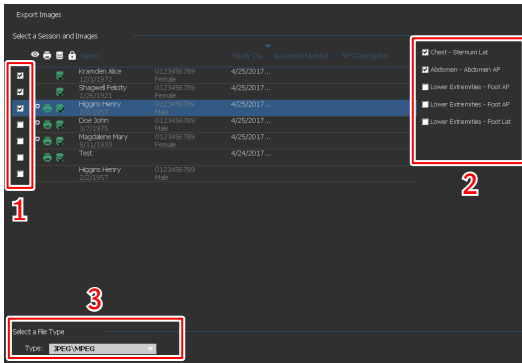 Export Images
Select a Session and Images
Name Study Da... Accession Number SPS Description
Kramden Alice 0123456789 4/25/2017...
12/1/1972 Female
Shagwell Felicity 0123456789 4/25/2017...
1/26/1921 Female
Higgins Henry 0123456789 4/25/2017...
2/2/1957 Male
Doe John 0123456789 4/25/2017...
3/7/1975 Male
Magdalene Mary 0123456789 4/25/2017...
5/11/1933 Female
Test 4/24/2017...
Higgins Henry 0123456789
2/2/1957 Male
Chest - Sternum Lat
Abdomen - Abdomen AP
Lower Extremities - Foot AP
Lower Extremities - Foot AP
Lower Extremities - Foot Lat
1
2
3
Select a File Type
Type: JPEG\MPEG